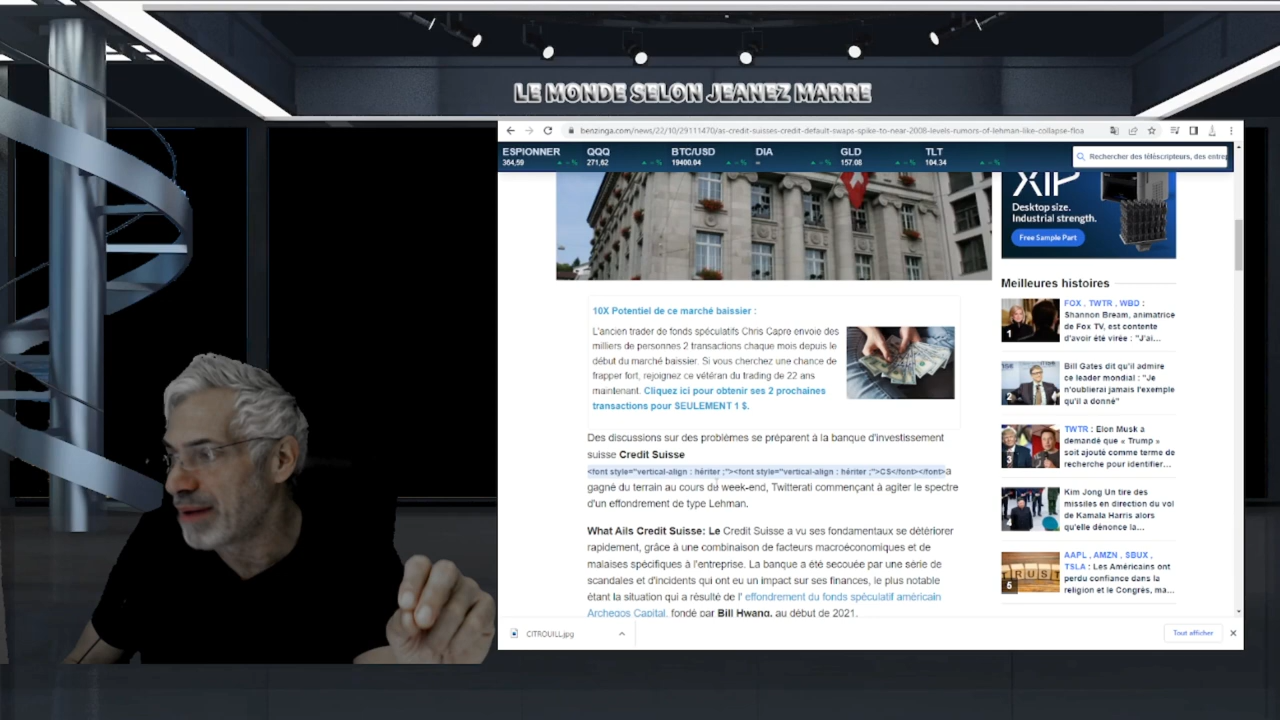 LE MONDE SELON JEANEZ MARRE
benzinga.com/news/22/10/29111470/as-credit-suisses-credit-default-swaps-spike-to-near-2008-levels-rumors-of-lehman-like-collapse-floa
ESPIONNER QQQ BTC/USD DIA GLD TLT
364,59 271,62 19400.04 157.08 104.34
Rechercher des téléscripteurs, des entrep
XIP
Desktop size.
Industrial strength.
Free Sample Part
10X Potentiel de ce marché baissier :
L'ancien trader de fonds spéculatifs Chris Capre envoie des
milliers de personnes 2 transactions chaque mois depuis le
début du marché baissier. Si vous cherchez une chance de
frapper fort, rejoignez ce vétéran du trading de 22 ans
maintenant. Cliquez ici pour obtenir ses 2 prochaines
transactions pour SEULEMENT 1 $.
Des discussions sur des problèmes se préparent à la banque d'investissement
suisse Credit Suisse
<font style="vertical-align : hériter ;"><font style="vertical-align : hériter ;">CS</font></font>a
gagné du terrain au cours du week-end, Twitterati commençant à agiter le spectre
d'un effondrement de type Lehman.
What Ails Credit Suisse: Le Credit Suisse a vu ses fondamentaux se détériorer
rapidement, grâce à une combinaison de facteurs macroéconomiques et de
malaises spécifiques à l'entreprise. La banque a été secouée par une série de
scandales et d'incidents qui ont eu un impact sur ses finances, le plus notable
étant la situation qui a résulté de l' effondrement du fonds spéculatif américain
Archegos Capital, fondé par Bill Hwang, au début de 2021.
Meilleures histoires
1
FOX , TWTR , WBD :
Shannon Bream, animatrice
de Fox TV, est contente
d'avoir été virée : "J'ai...
2
Bill Gates dit qu'il admire
ce leader mondial : "Je
n'oublierai jamais l'exemple
qu'il a donné"
3
TWTR : Elon Musk a
demandé que « Trump »
soit ajouté comme terme de
recherche pour identifier...
4
Kim Jong Un tire des
missiles en direction du vol
de Kamala Harris alors
qu'elle dénonce la...
TRUST
5
AAPL , AMZN , SBUX ,
TSLA : Les Américains ont
perdu confiance dans la
religion et le Congrès, ma...
CITROUILL.jpg
Tout afficher